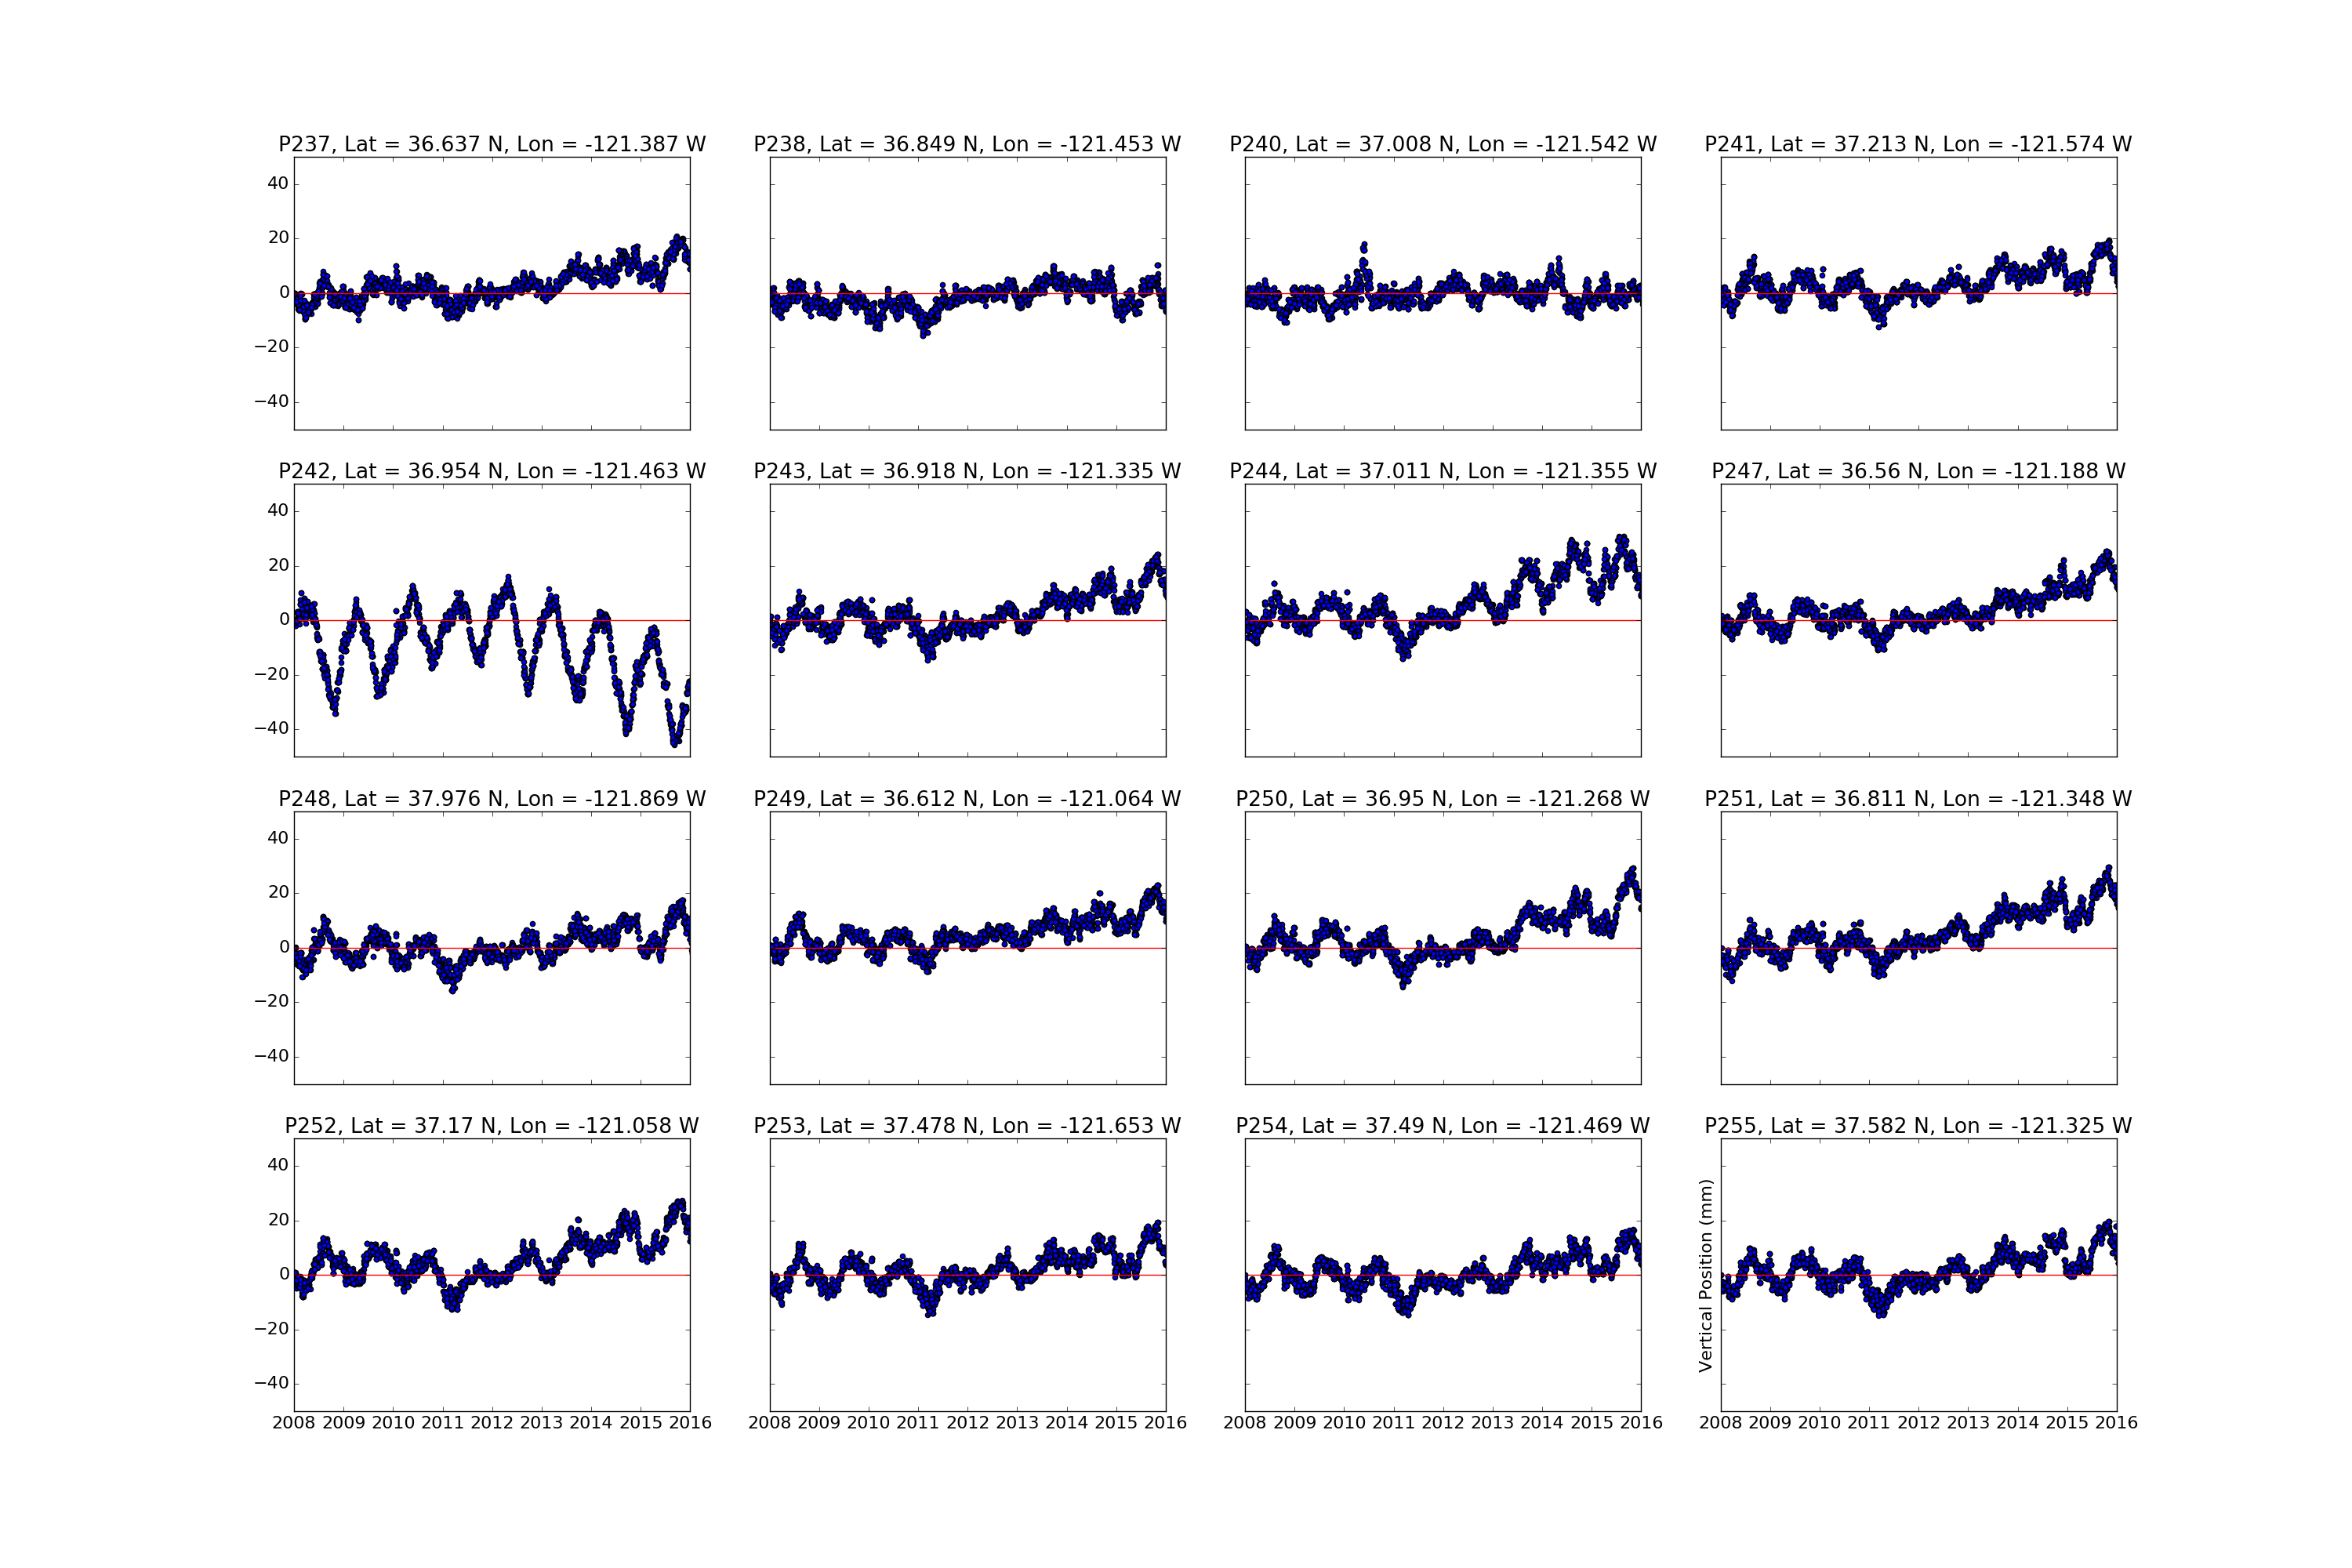 P237, Lat = 36.637 N, Lon = -121.387 W
P238, Lat = 36.849 N, Lon = -121.453 W
P240, Lat = 37.008 N, Lon = -121.542 W
P241, Lat = 37.213 N, Lon = -121.574 W
40
20
0
−20
−40
P242, Lat = 36.954 N, Lon = -121.463 W
P243, Lat = 36.918 N, Lon = -121.335 W
P244, Lat = 37.011 N, Lon = -121.355 W
P247, Lat = 36.56 N, Lon = -121.188 W
40
20
0
−20
−40
P248, Lat = 37.976 N, Lon = -121.869 W
P249, Lat = 36.612 N, Lon = -121.064 W
P250, Lat = 36.95 N, Lon = -121.268 W
P251, Lat = 36.811 N, Lon = -121.348 W
40
20
0
−20
−40
P252, Lat = 37.17 N, Lon = -121.058 W
P253, Lat = 37.478 N, Lon = -121.653 W
P254, Lat = 37.49 N, Lon = -121.469 W
P255, Lat = 37.582 N, Lon = -121.325 W
40
20
0
−20
−40
Vertical Position (mm)
2008 2009 2010 2011 2012 2013 2014 2015 2016
2008 2009 2010 2011 2012 2013 2014 2015 2016
2008 2009 2010 2011 2012 2013 2014 2015 2016
2008 2009 2010 2011 2012 2013 2014 2015 2016